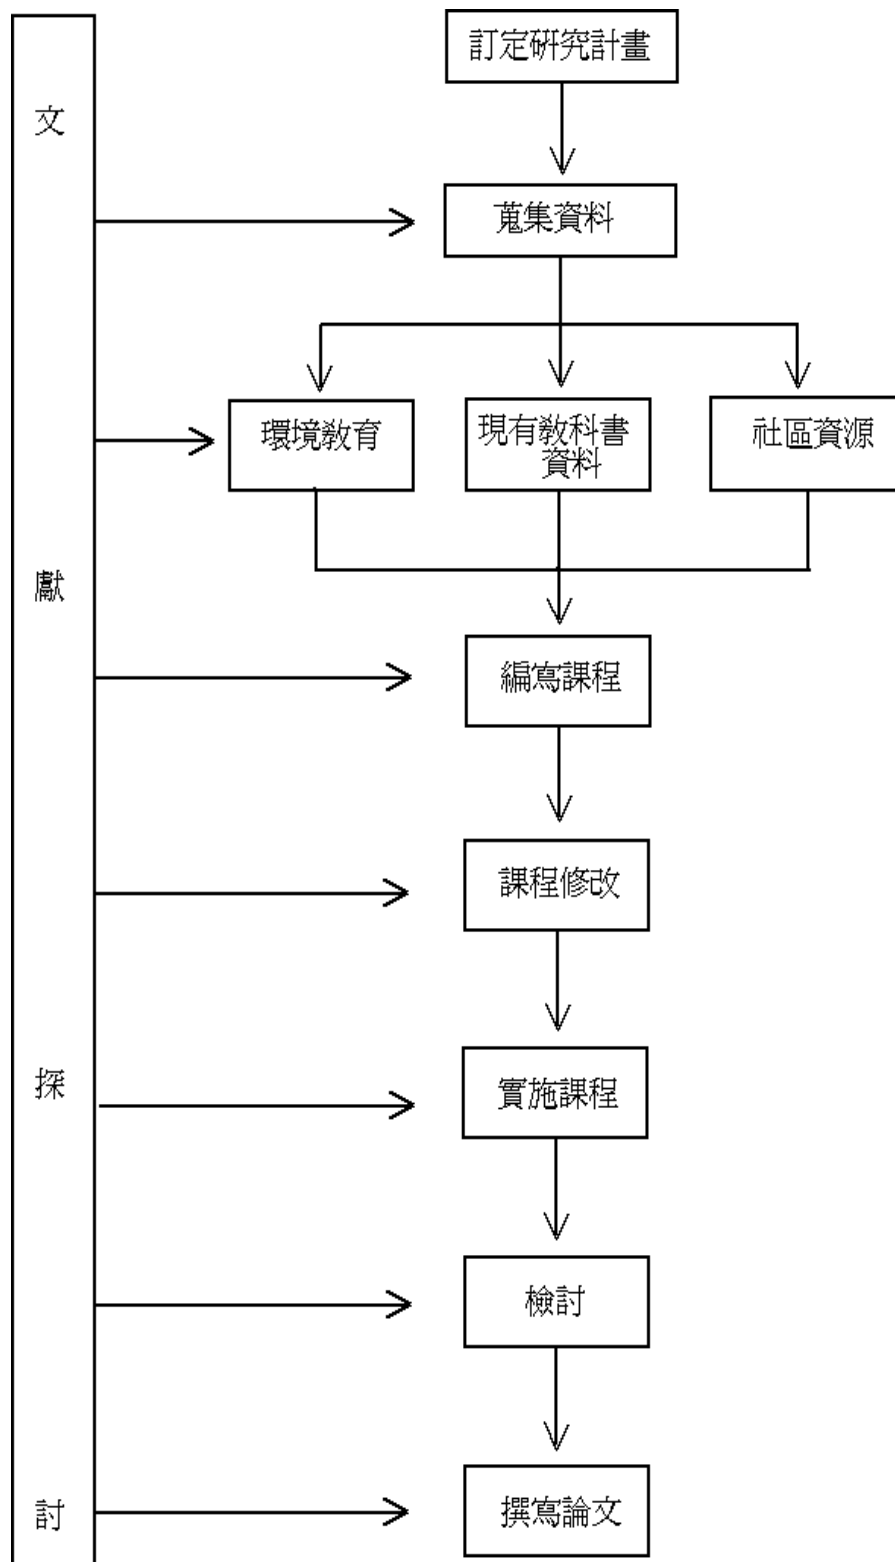 文獻探討
訂定研究計畫
蒐集資料
環境教育
現有教科書
資料
社區資源
編寫課程
課程修改
實施課程
檢討
撰寫論文